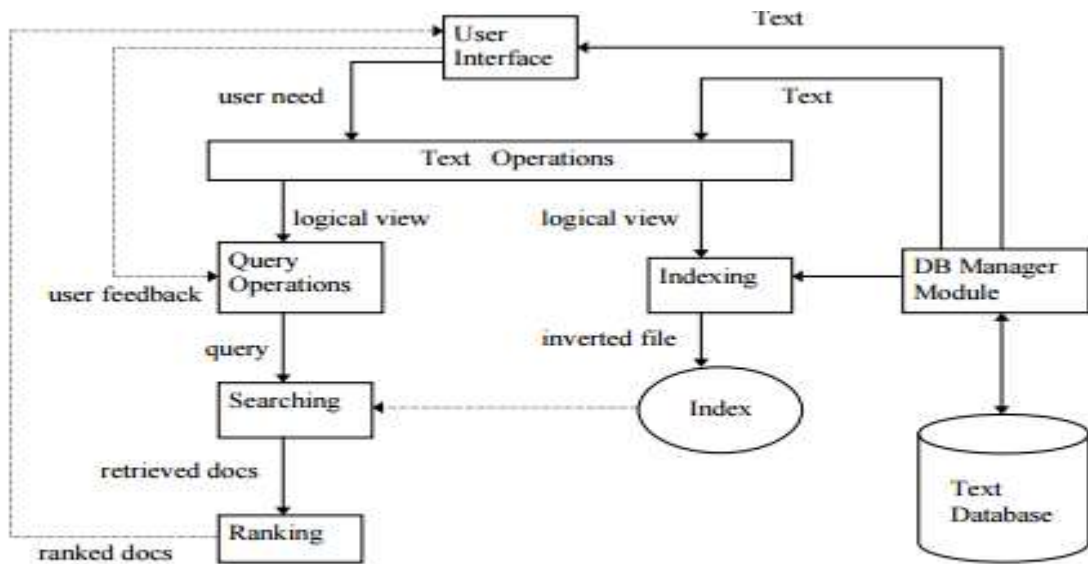 Text
User
Interface
user need
Text
Text Operations
logical view
logical view
Query
Operations
Indexing
DB Manager
Module
user feedback
query
inverted file
Searching
Index
retrieved docs
Text
Database
Ranking
ranked docs